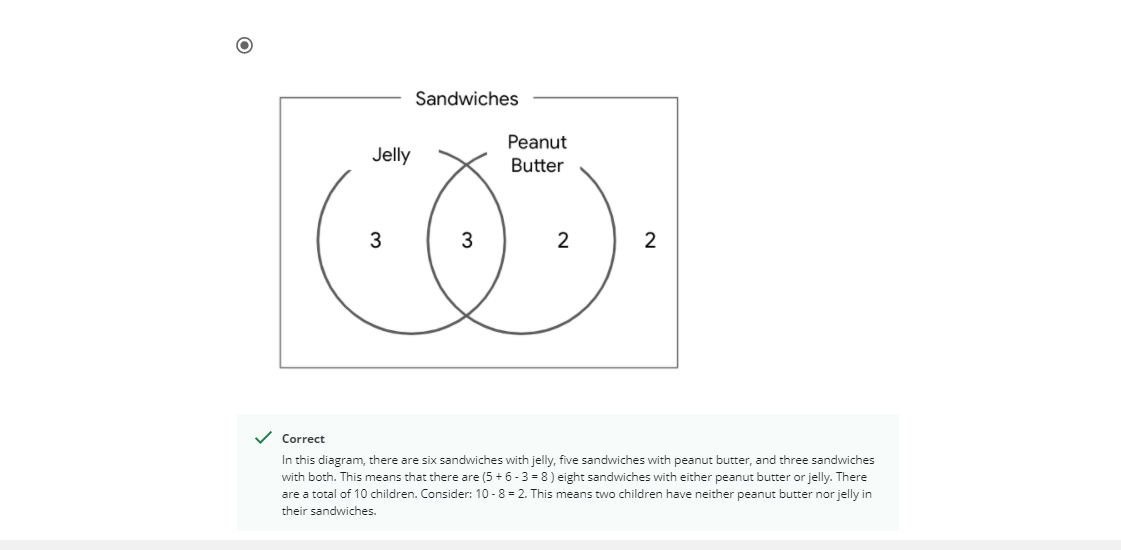 Sandwiches
Jelly
Peanut
Butter
3
3
2
2
Correct
In this diagram, there are six sandwiches with jelly, five sandwiches with peanut butter, and three sandwiches
with both. This means that there are (5 + 6 - 3 = 8 ) eight sandwiches with either peanut butter or jelly. There
are a total of 10 children. Consider: 10 - 8 = 2. This means two children have neither peanut butter nor jelly in
their sandwiches.